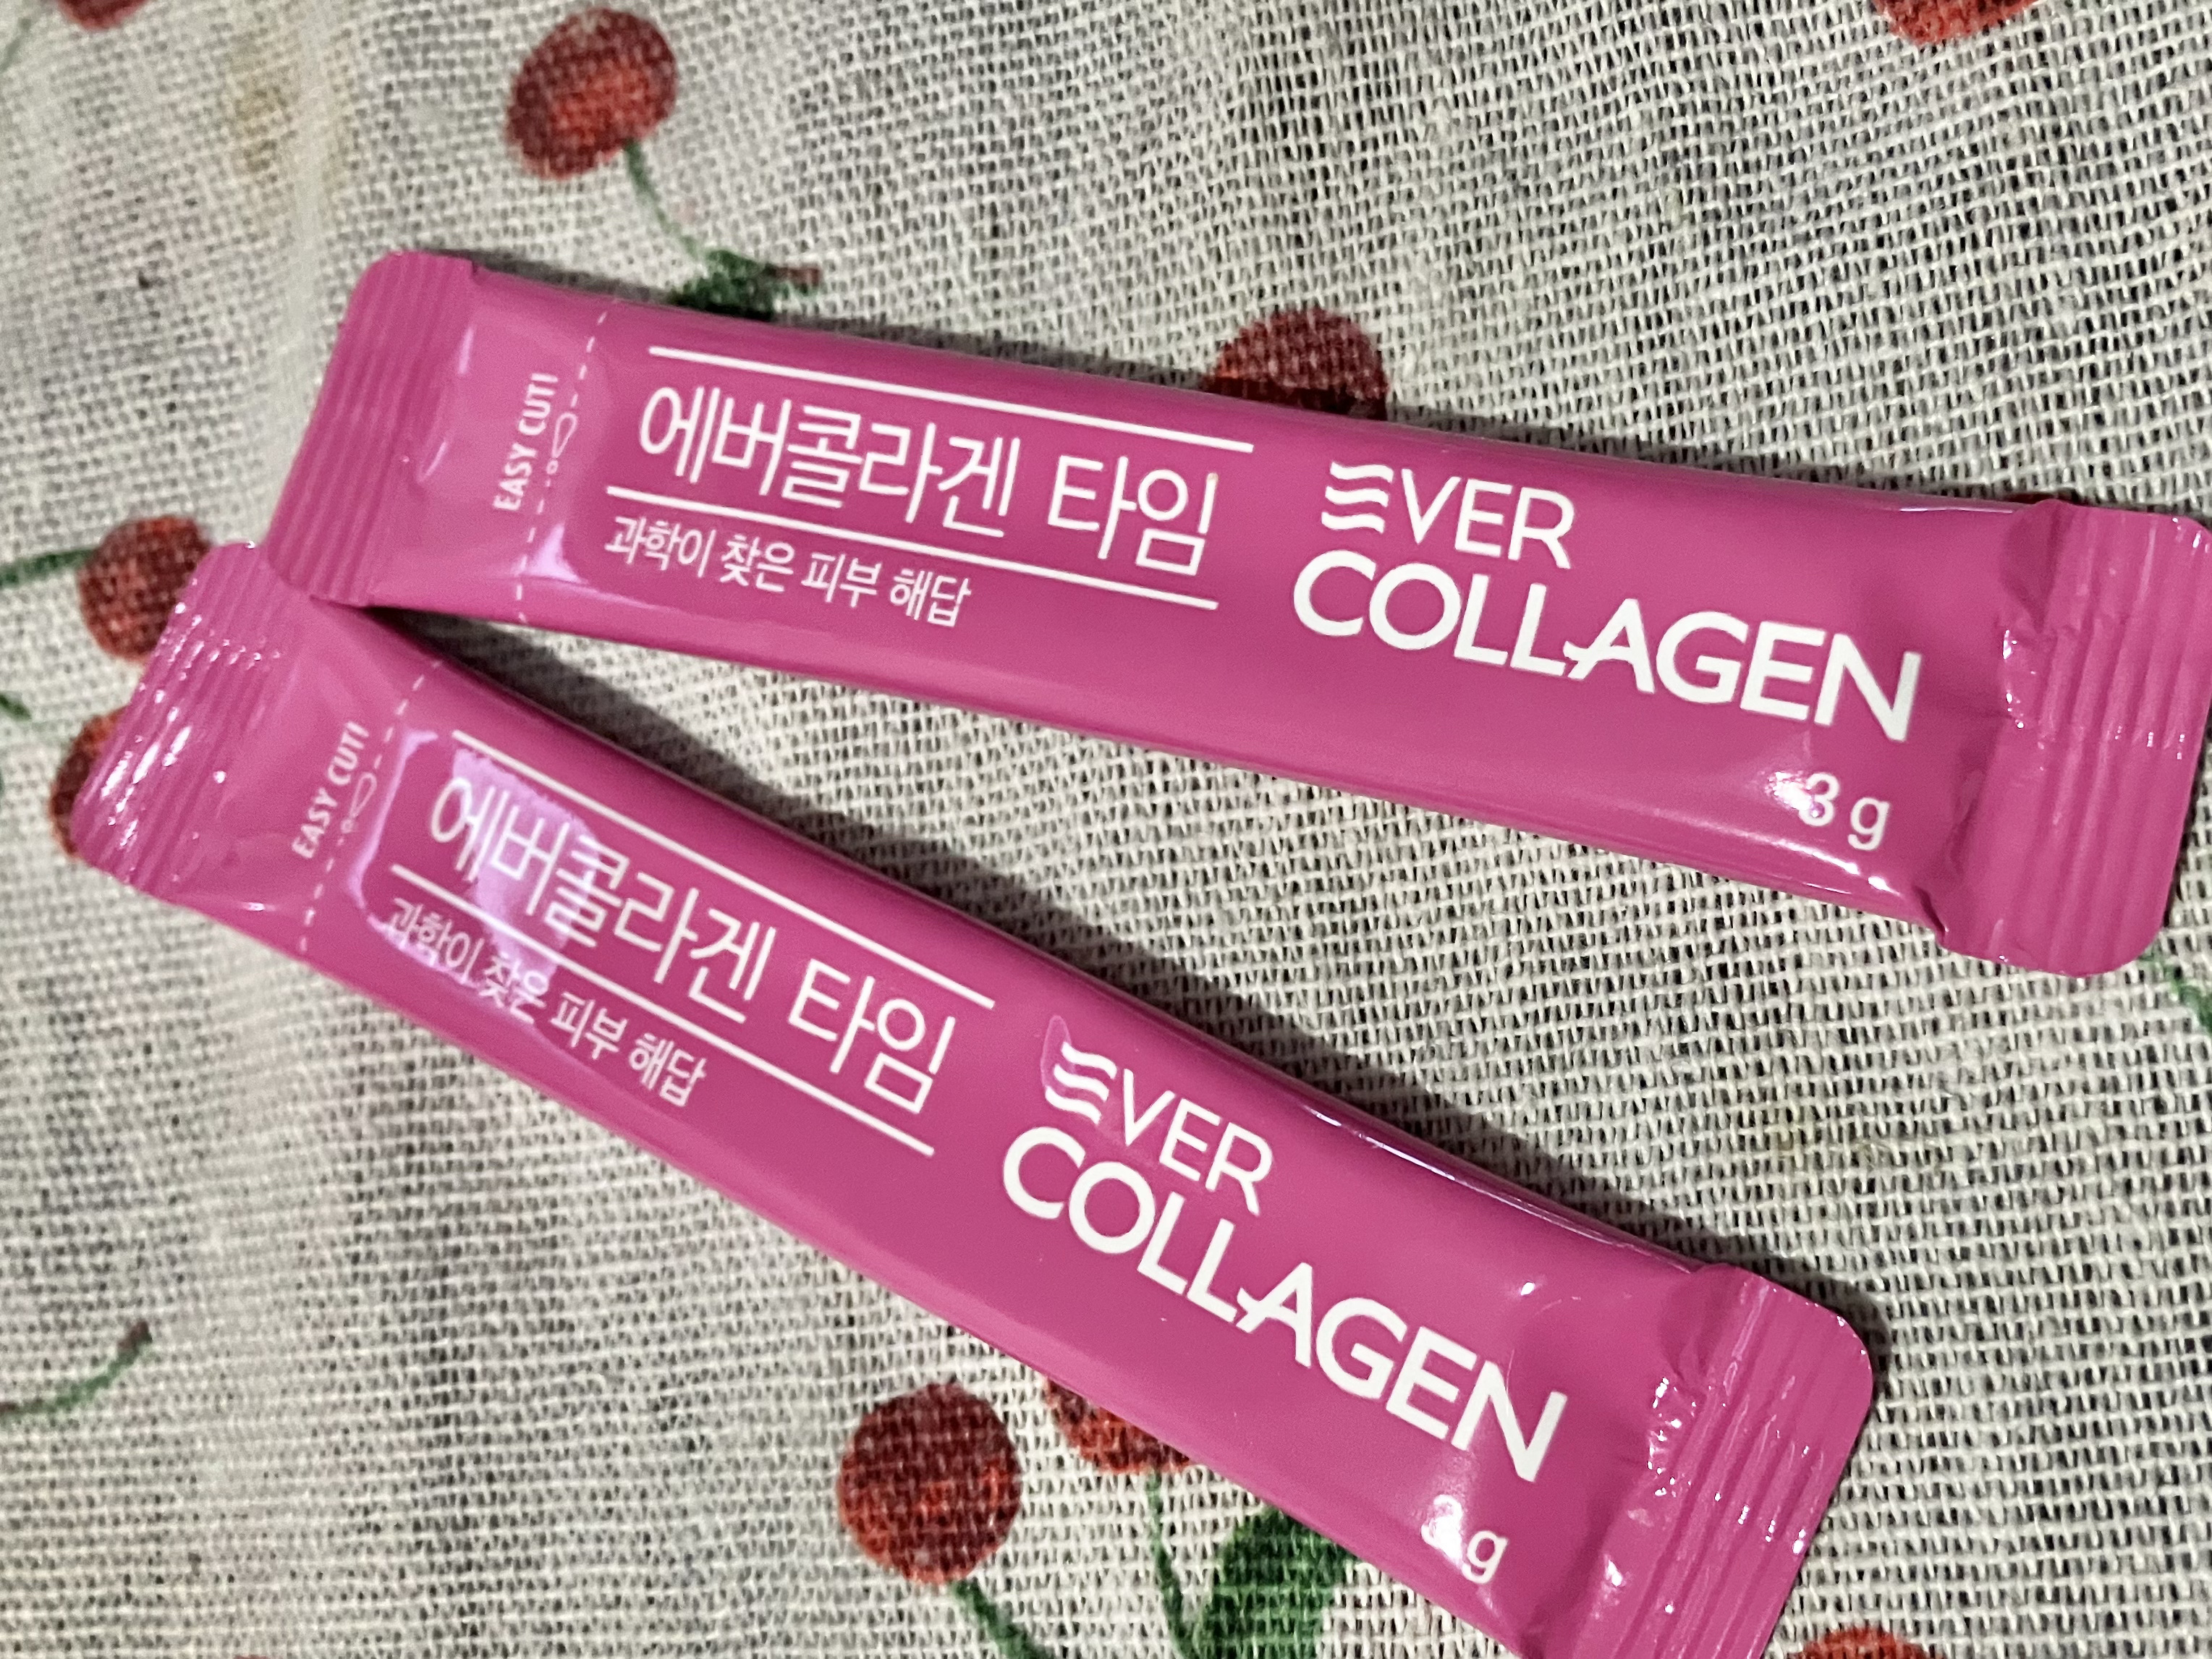 EASY CUT!
에버콜라겐 타임
과학이 찾은 피부 해답
EVER
COLLAGEN
3 g
EASY CUT!
에버콜라겐 타임
과학이 찾은 피부 해답
EVER
COLLAGEN
g